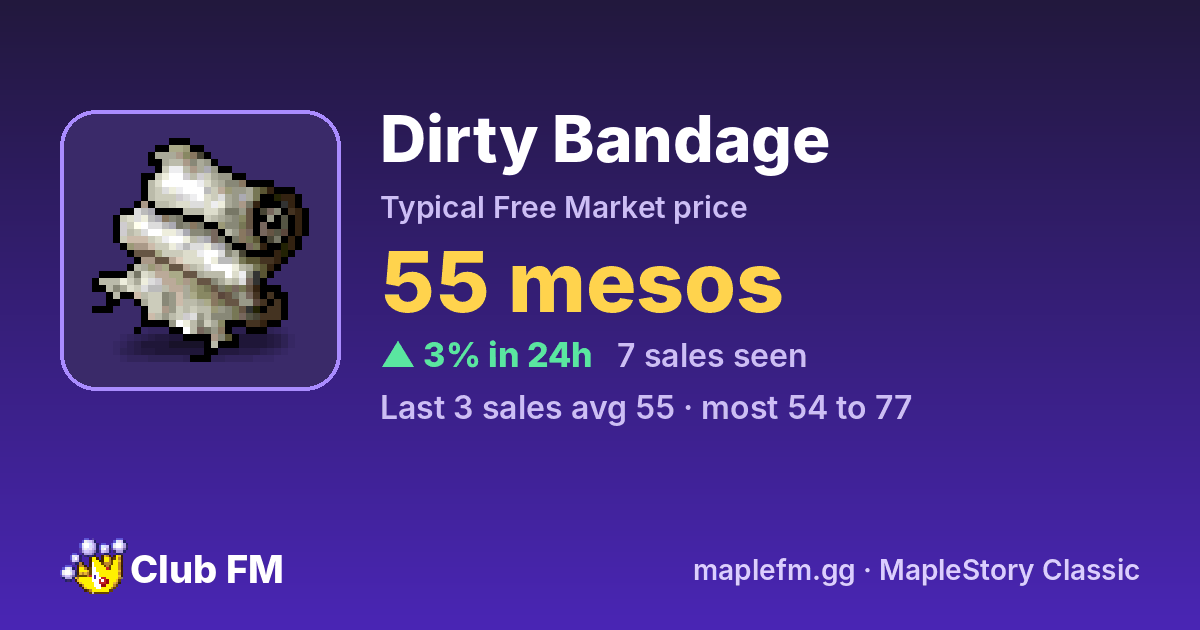 Dirty Bandage
Typical Free Market price
55 mesos
▲ 3% in 24h 7 sales seen
Last 3 sales avg 55 · most 54 to 77
Club FM
maplefm.gg · MapleStory Classic